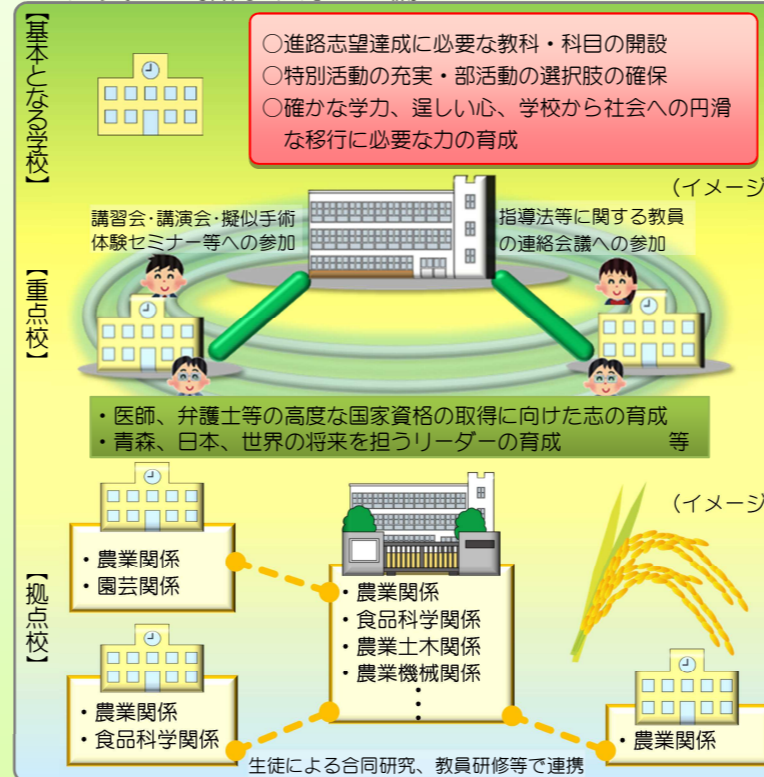 【基本となる学校】
○進路志望達成に必要な教科・科目の開設
○特別活動の充実・部活動の選択肢の確保
○確かな学力、逞しい心、学校から社会への円滑
な移行に必要な力の育成
(イメージ
講習会・講演会・擬似手術
体験セミナー等への参加
指導法等に関する教員
の連絡会議への参加
【重点校】
・医師、弁護士等の高度な国家資格の取得に向けた志の育成
・青森、日本、世界の将来を担うリーダーの育成 等
(イメージ
【拠点校】
・農業関係
・園芸関係
・農業関係
・食品科学関係
・農業土木関係
・農業機械関係
・
・
・
・農業関係
・食品科学関係
・農業関係
生徒による合同研究、教員研修等で連携